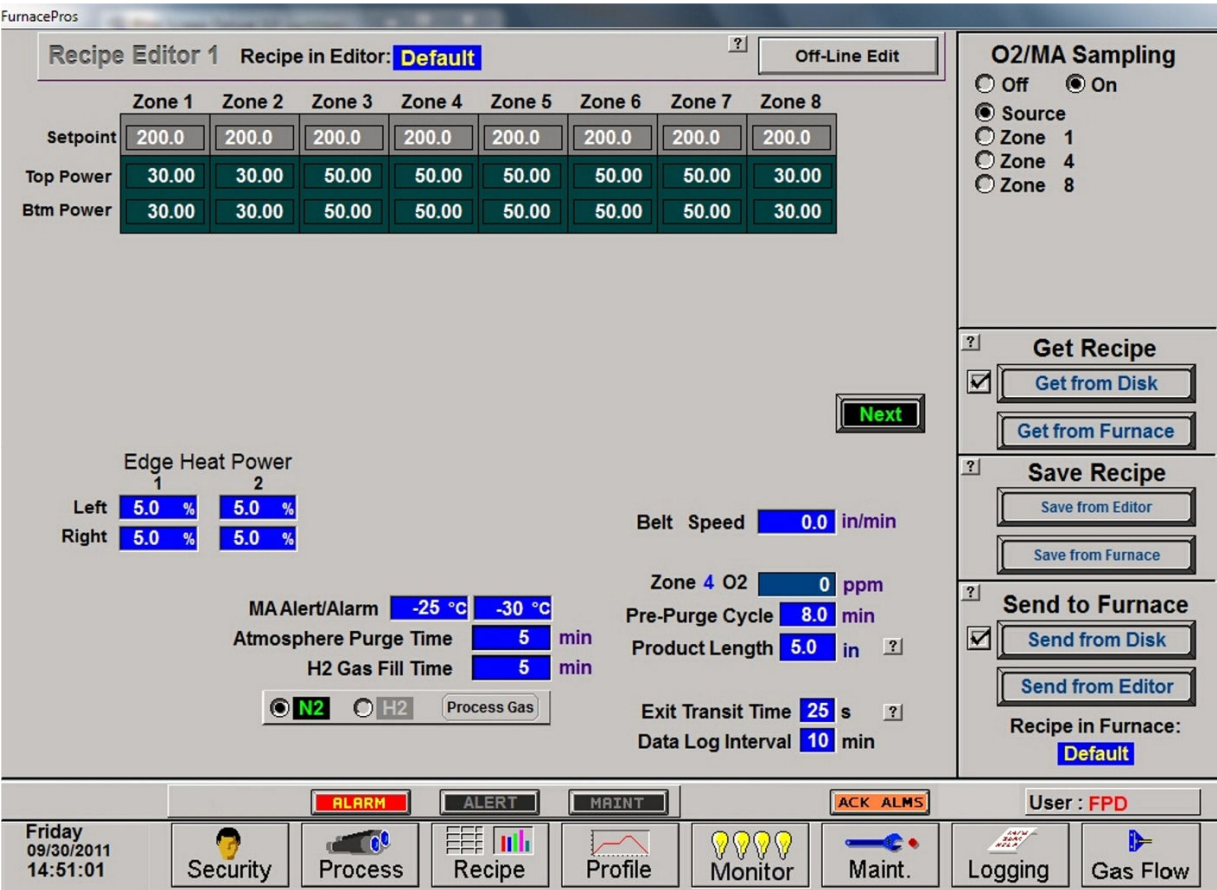 FurnacePros
Recipe Editor 1 Recipe in Editor: Default ? Off-Line Edit
Zone 1 Zone 2 Zone 3 Zone 4 Zone 5 Zone 6 Zone 7 Zone 8
Setpoint 200.0 200.0 200.0 200.0 200.0 200.0 200.0 200.0
Top Power 30.00 30.00 50.00 50.00 50.00 50.00 50.00 30.00
Btm Power 30.00 30.00 50.00 50.00 50.00 50.00 50.00 30.00
Next
Edge Heat Power
1 2
Left 5.0 % 5.0 %
Right 5.0 % 5.0 %
MA Alert/Alarm -25 °C -30 °C
Atmosphere Purge Time 5 min
H2 Gas Fill Time 5 min
N2 H2 Process Gas
Belt Speed 0.0 in/min
Zone 4 O2 0 ppm
Pre-Purge Cycle 8.0 min
Product Length 5.0 in ?
Exit Transit Time 25 s ?
Data Log Interval 10 min
O2/MA Sampling
Off On
Source
Zone 1
Zone 4
Zone 8
? Get Recipe
Get from Disk
Get from Furnace
? Save Recipe
Save from Editor
Save from Furnace
? Send to Furnace
Send from Disk
Send from Editor
Recipe in Furnace:
Default
ALARM ALERT MAINT ACK ALMS User : FPD
Friday
09/30/2011
14:51:01
Security Process Recipe Profile Monitor Maint. Logging Gas Flow